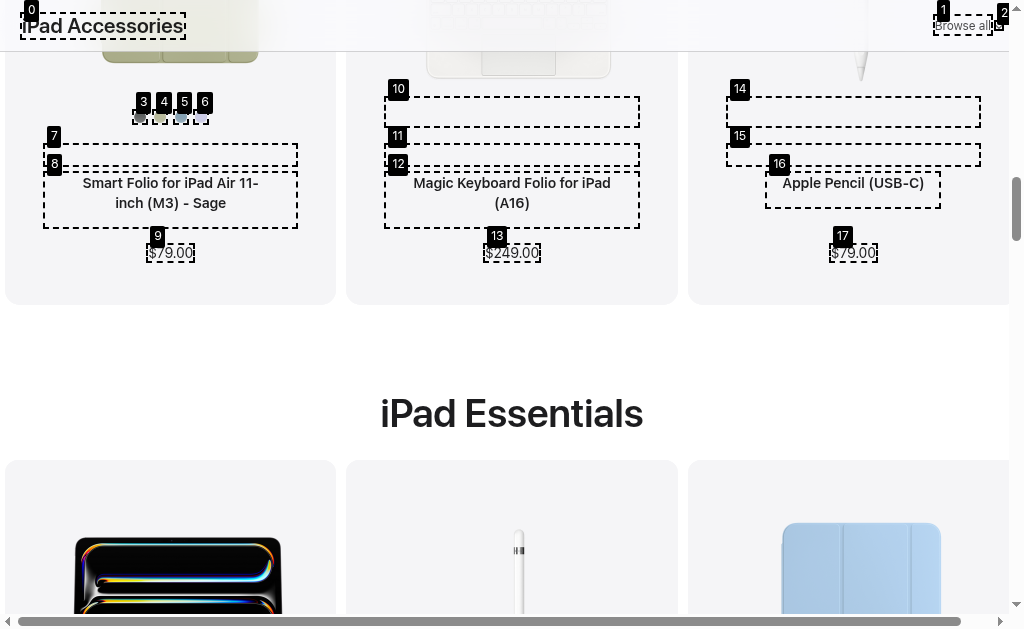 iPad Accessories
Browse all
0
1
2
3
4
5
6
7
8
Smart Folio for iPad Air 11-
inch (M3) - Sage
9
$79.00
10
11
12
Magic Keyboard Folio for iPad
(A16)
13
$249.00
14
15
16
Apple Pencil (USB-C)
17
$79.00
iPad Essentials